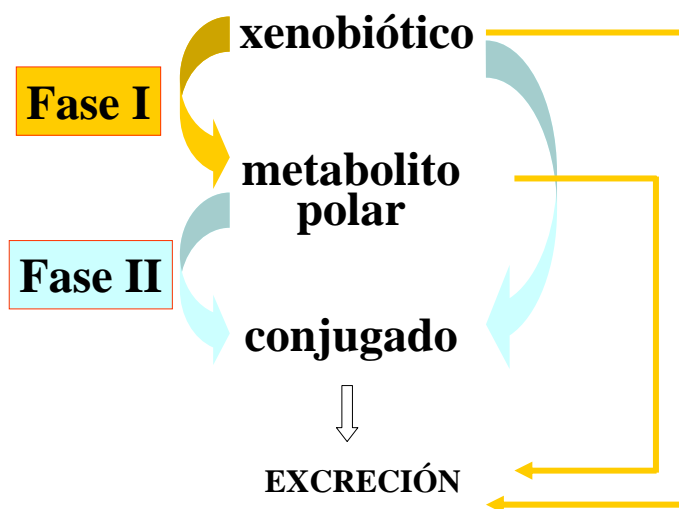 xenobiótico
Fase I
metabolito
polar
Fase II
conjugado
EXCRECIÓN